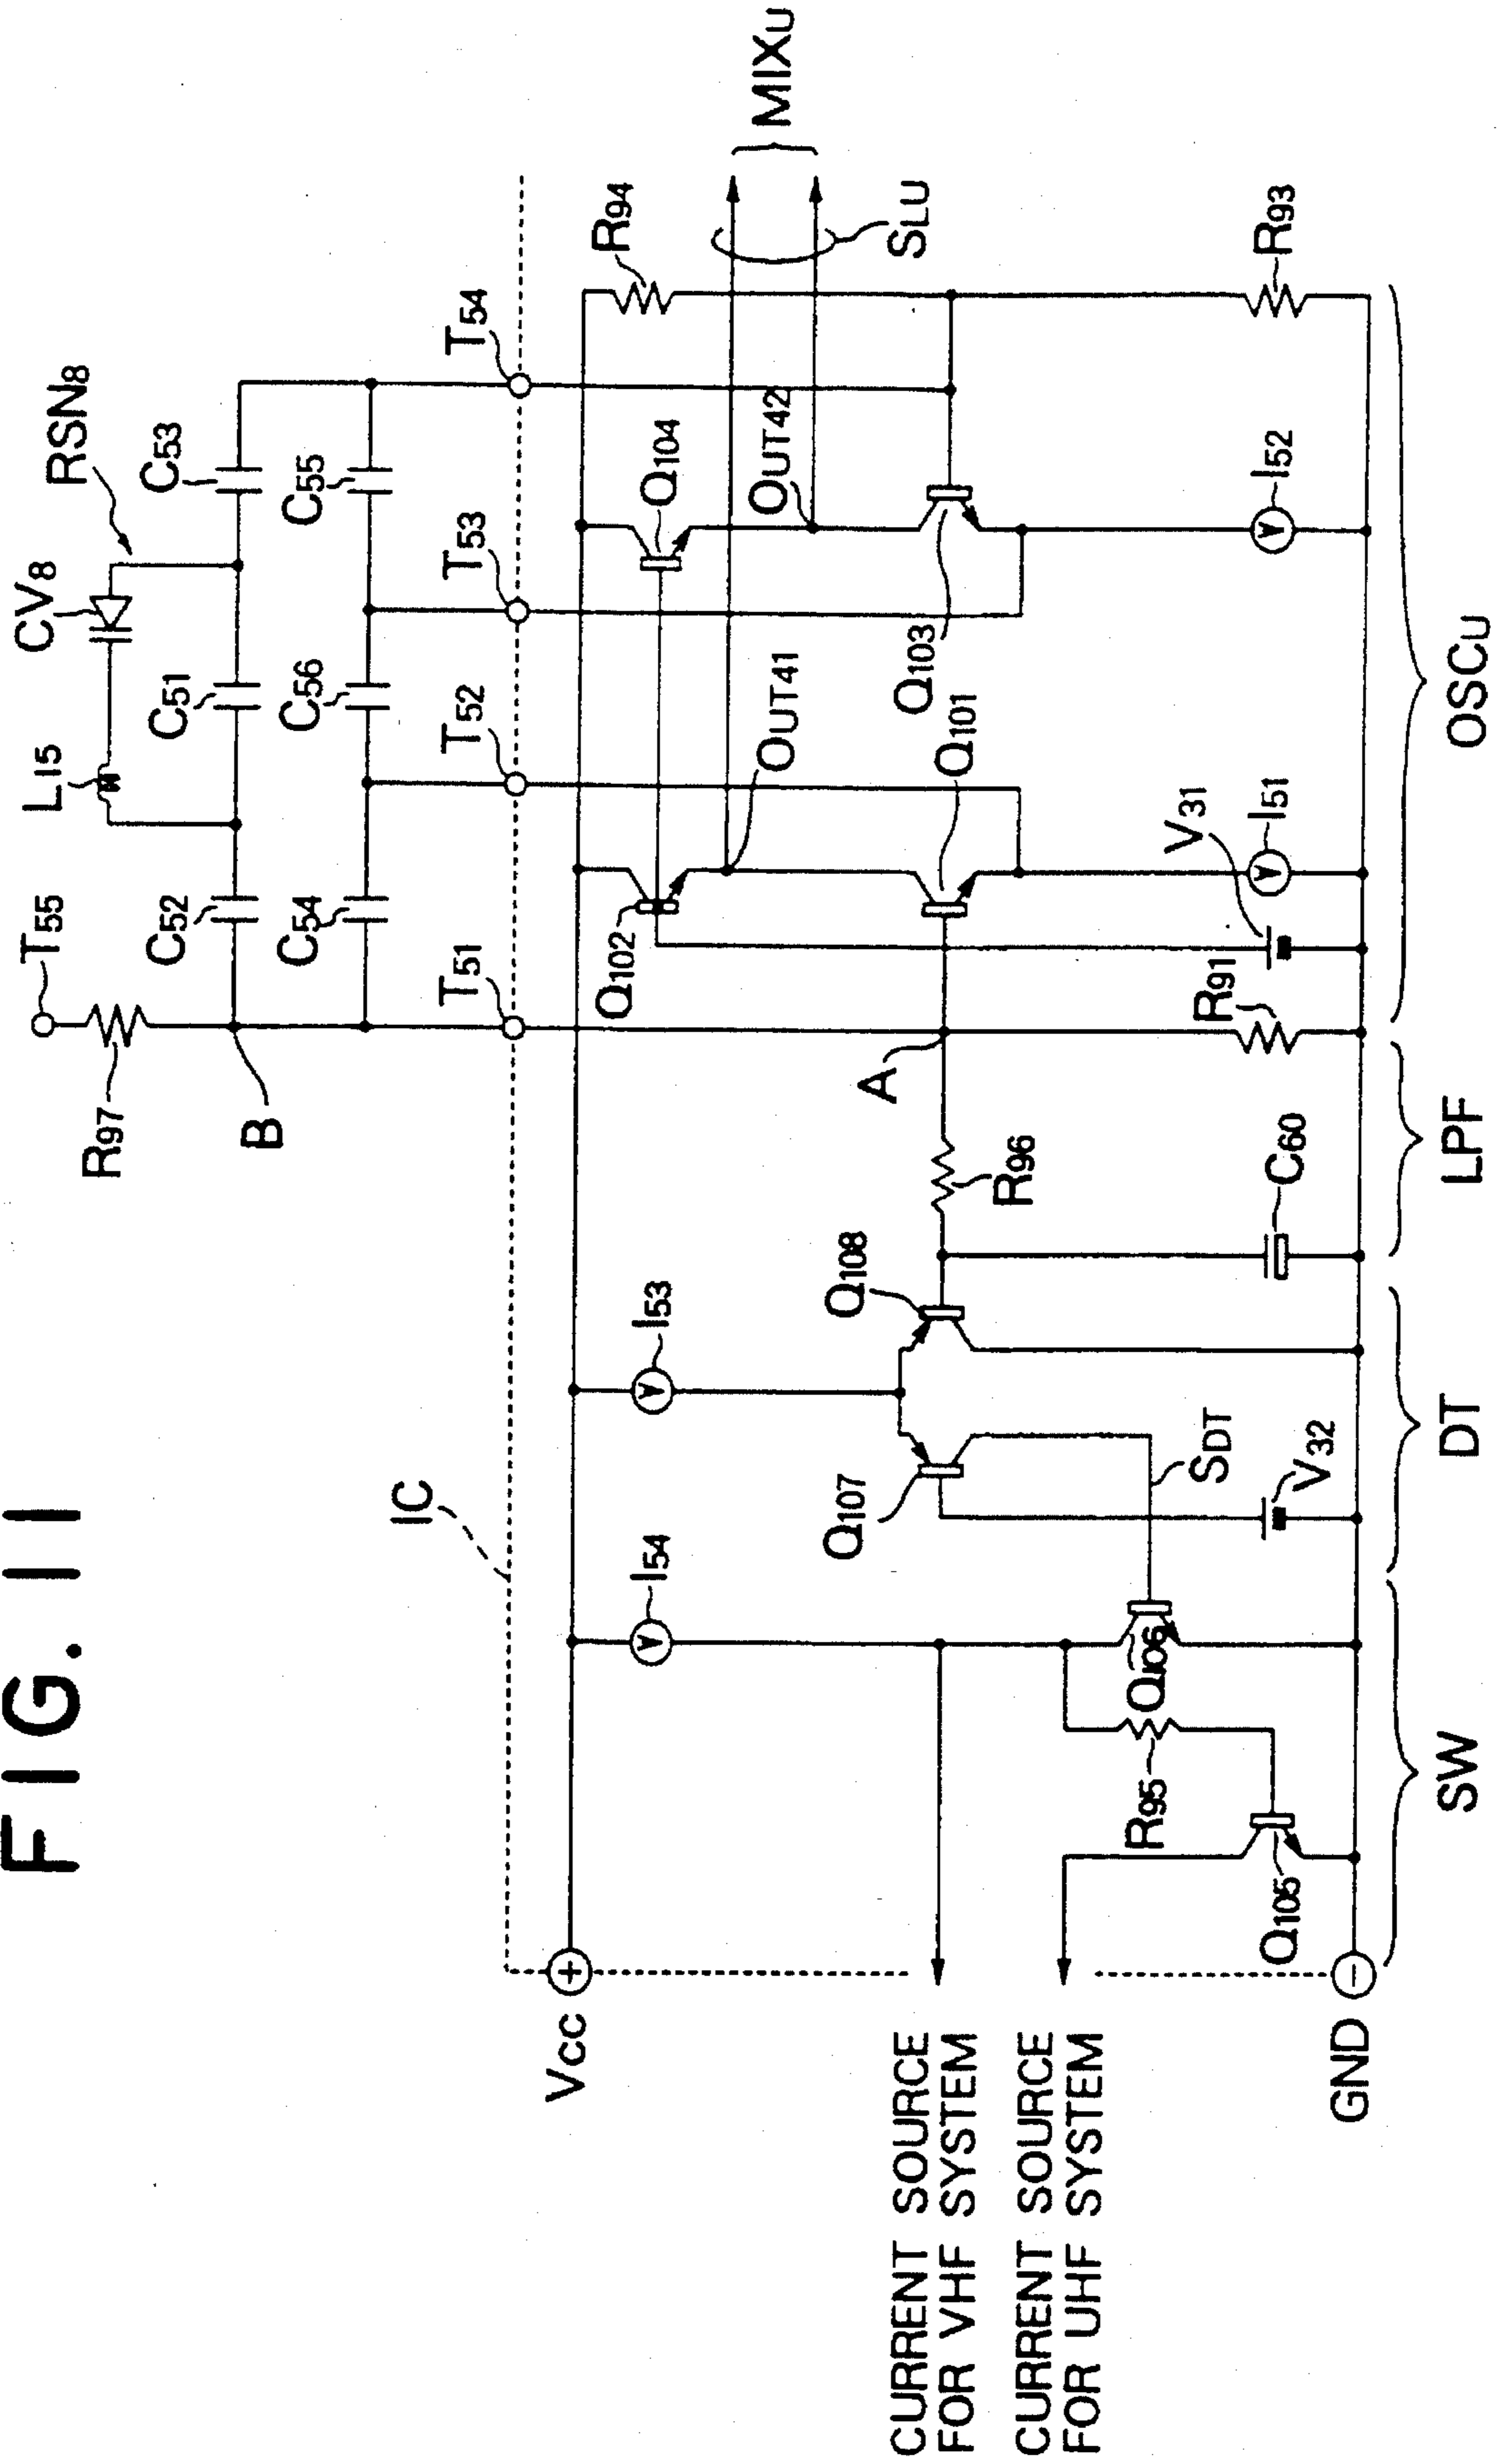 FIG. 11
T55
R97
B
L15
CV8
RSN8
C52
C51
C53
C54
C56
C55
IC
T51
T52
T53
T54
Vcc
I54
I53
Q102
Q104
R94
MIXU
OUT41
OUT42
SLU
Q107
Q108
A
Q101
Q103
R96
CURRENT SOURCE
FOR VHF SYSTEM
CURRENT SOURCE
FOR UHF SYSTEM
R95
Q106
SDT
Q105
V32
C60
R91
V31
I51
I52
R93
GND
SW
DT
LPF
OSCU